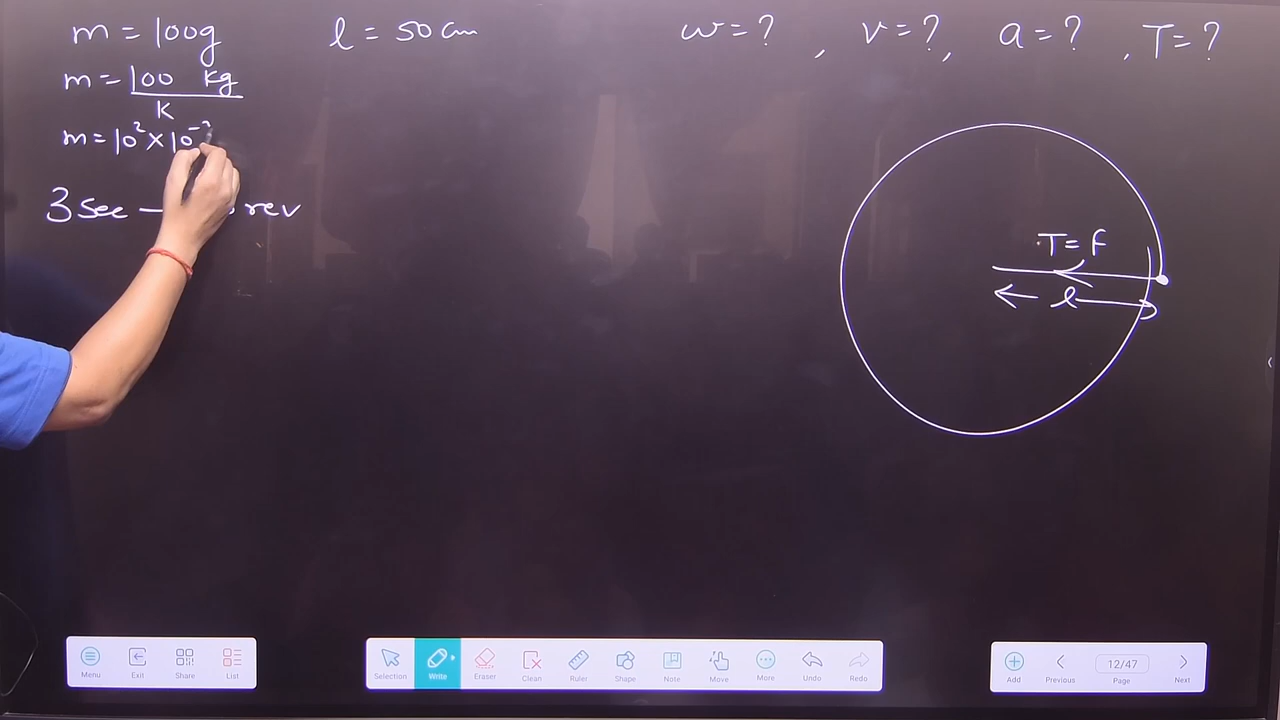 m = 100g
l = 50 cm
w = ? , v = ? , a = ? , T = ?
m = 100 kg
K
m = 10² × 10⁻
3 Sec — rev
T = F
l
Menu
Exit
Share
List
Selection
Write
Eraser
Clean
Ruler
Shape
Note
Move
More
Undo
Redo
Add
Previous
12/47
Page
Next